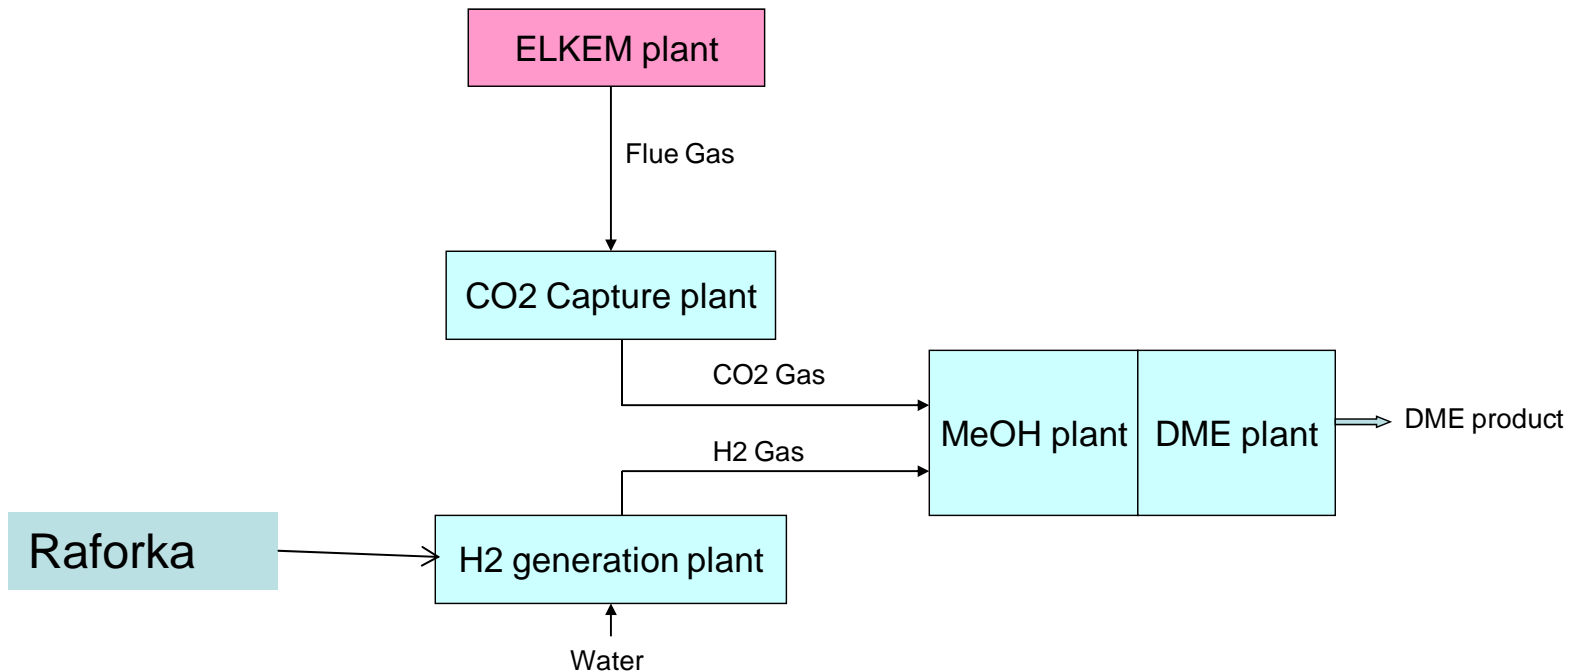 ELKEM plant
Flue Gas
CO2 Capture plant
CO2 Gas
MeOH plant
DME plant
DME product
H2 Gas
Raforka
H2 generation plant
Water